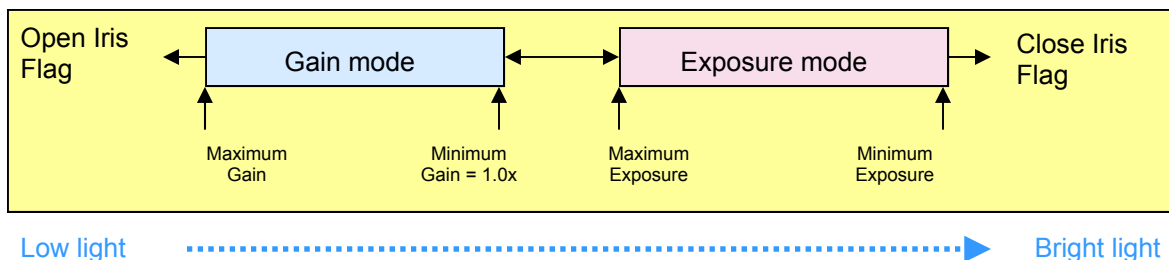 Open Iris
Flag
Gain mode
Exposure mode
Close Iris
Flag
Maximum
Gain
Minimum
Gain = 1.0x
Maximum
Exposure
Minimum
Exposure
Low light
Bright light